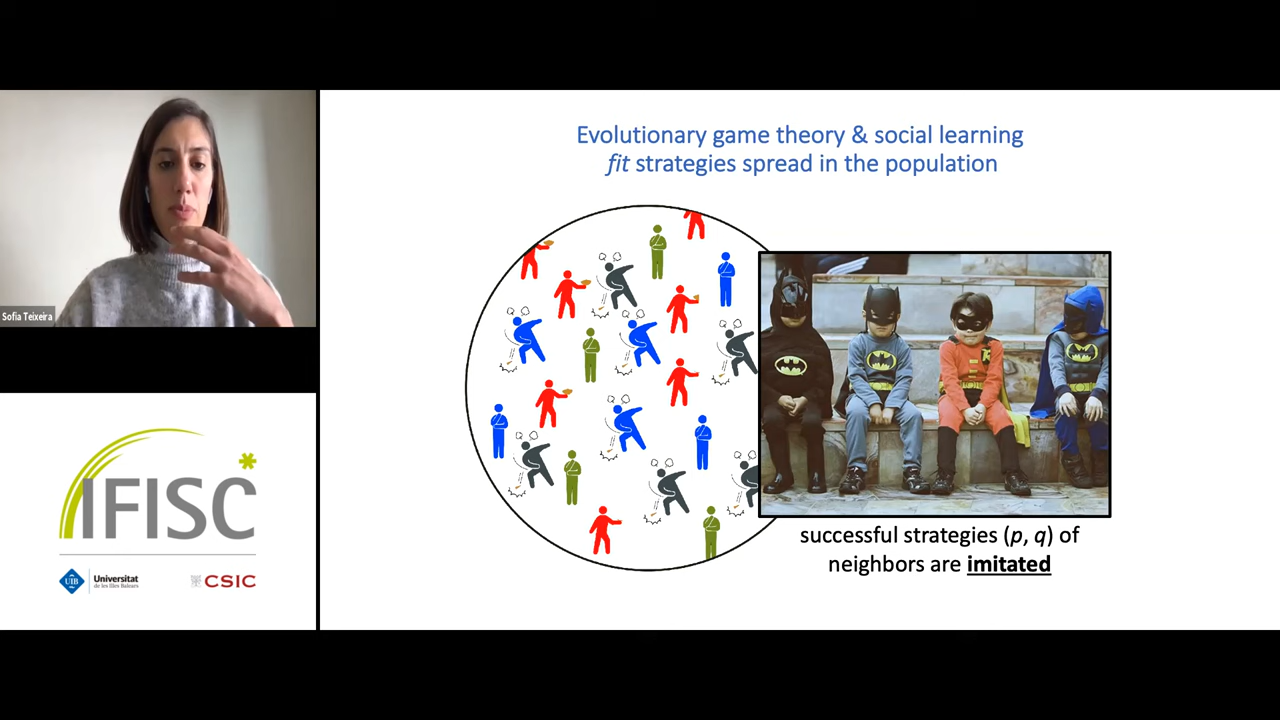 Evolutionary game theory & social learning
fit strategies spread in the population
Sofia Teixeira
successful strategies (p, q) of
neighbors are imitated
IFISC
UIB
Universitat
de les Illes Balears
CSIC